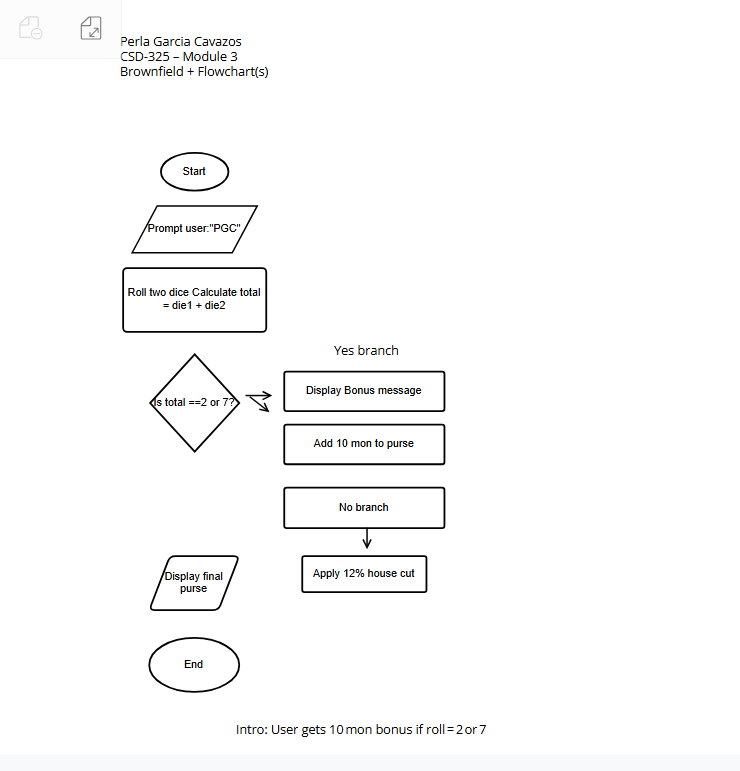 Perla Garcia Cavazos
CSD-325 – Module 3
Brownfield + Flowchart(s)
Start
Prompt user:"PGC"
Roll two dice Calculate total
= die1 + die2
Yes branch
Is total ==2 or 7?
Display Bonus message
Add 10 mon to purse
No branch
Apply 12% house cut
Display final
purse
End
Intro: User gets 10 mon bonus if roll = 2 or 7